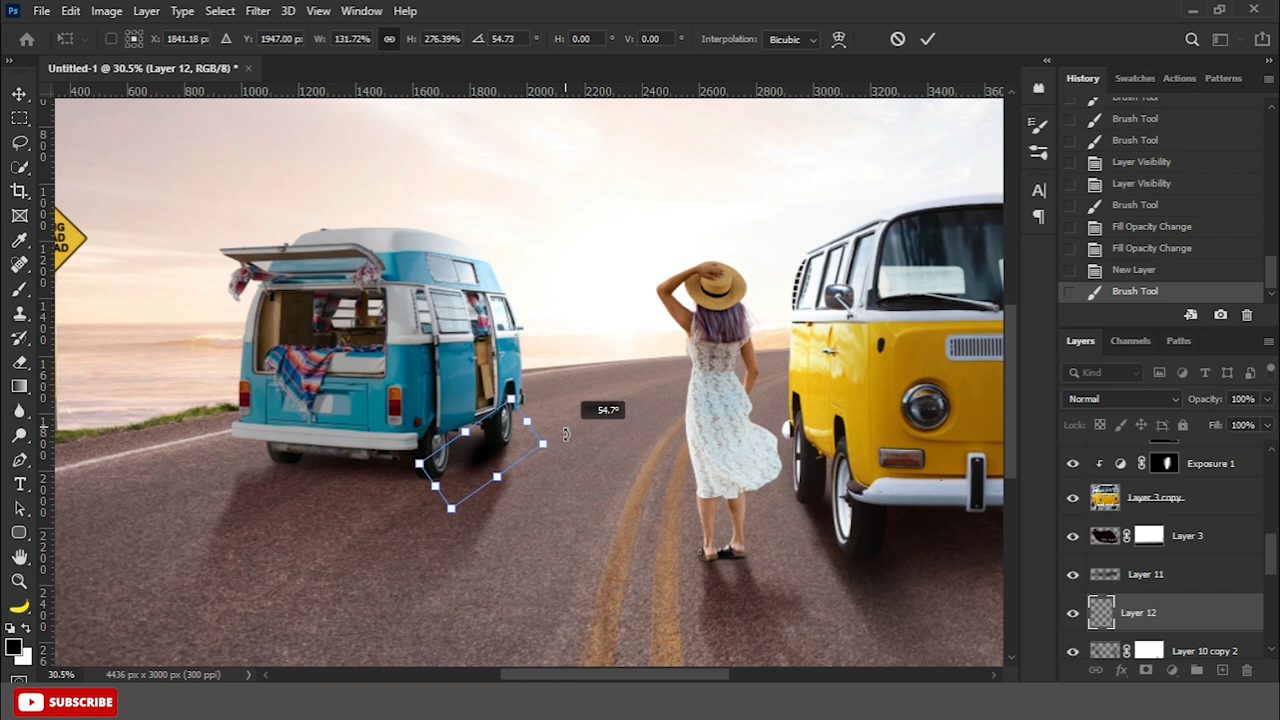 Ps File Edit Image Layer Type Select Filter 3D View Window Help
X: 1841.18 px Y: 1947.00 px W: 131.72% H: 276.39% 54.73 ° H: 0.00 ° V: 0.00 ° Interpolation: Bicubic
Untitled-1 @ 30.5% (Layer 12, RGB/8) * ×
400 600 800 1000 1200 1400 1600 1800 2000 2200 2400 2600 2800 3000 3200 3400 360
History Swatches Actions Patterns
Brush Tool
Brush Tool
Brush Tool
Layer Visibility
Layer Visibility
Brush Tool
Fill Opacity Change
Fill Opacity Change
New Layer
Brush Tool
NG
AD
AD
54.7°
Layers Channels Paths
Kind
Normal Opacity: 100%
Lock: Fill: 100%
Exposure 1
Layer 3 copy
Layer 3
Layer 11
Layer 12
Layer 10 copy 2
30.5% 4436 px x 3000 px (300 ppi)
SUBSCRIBE